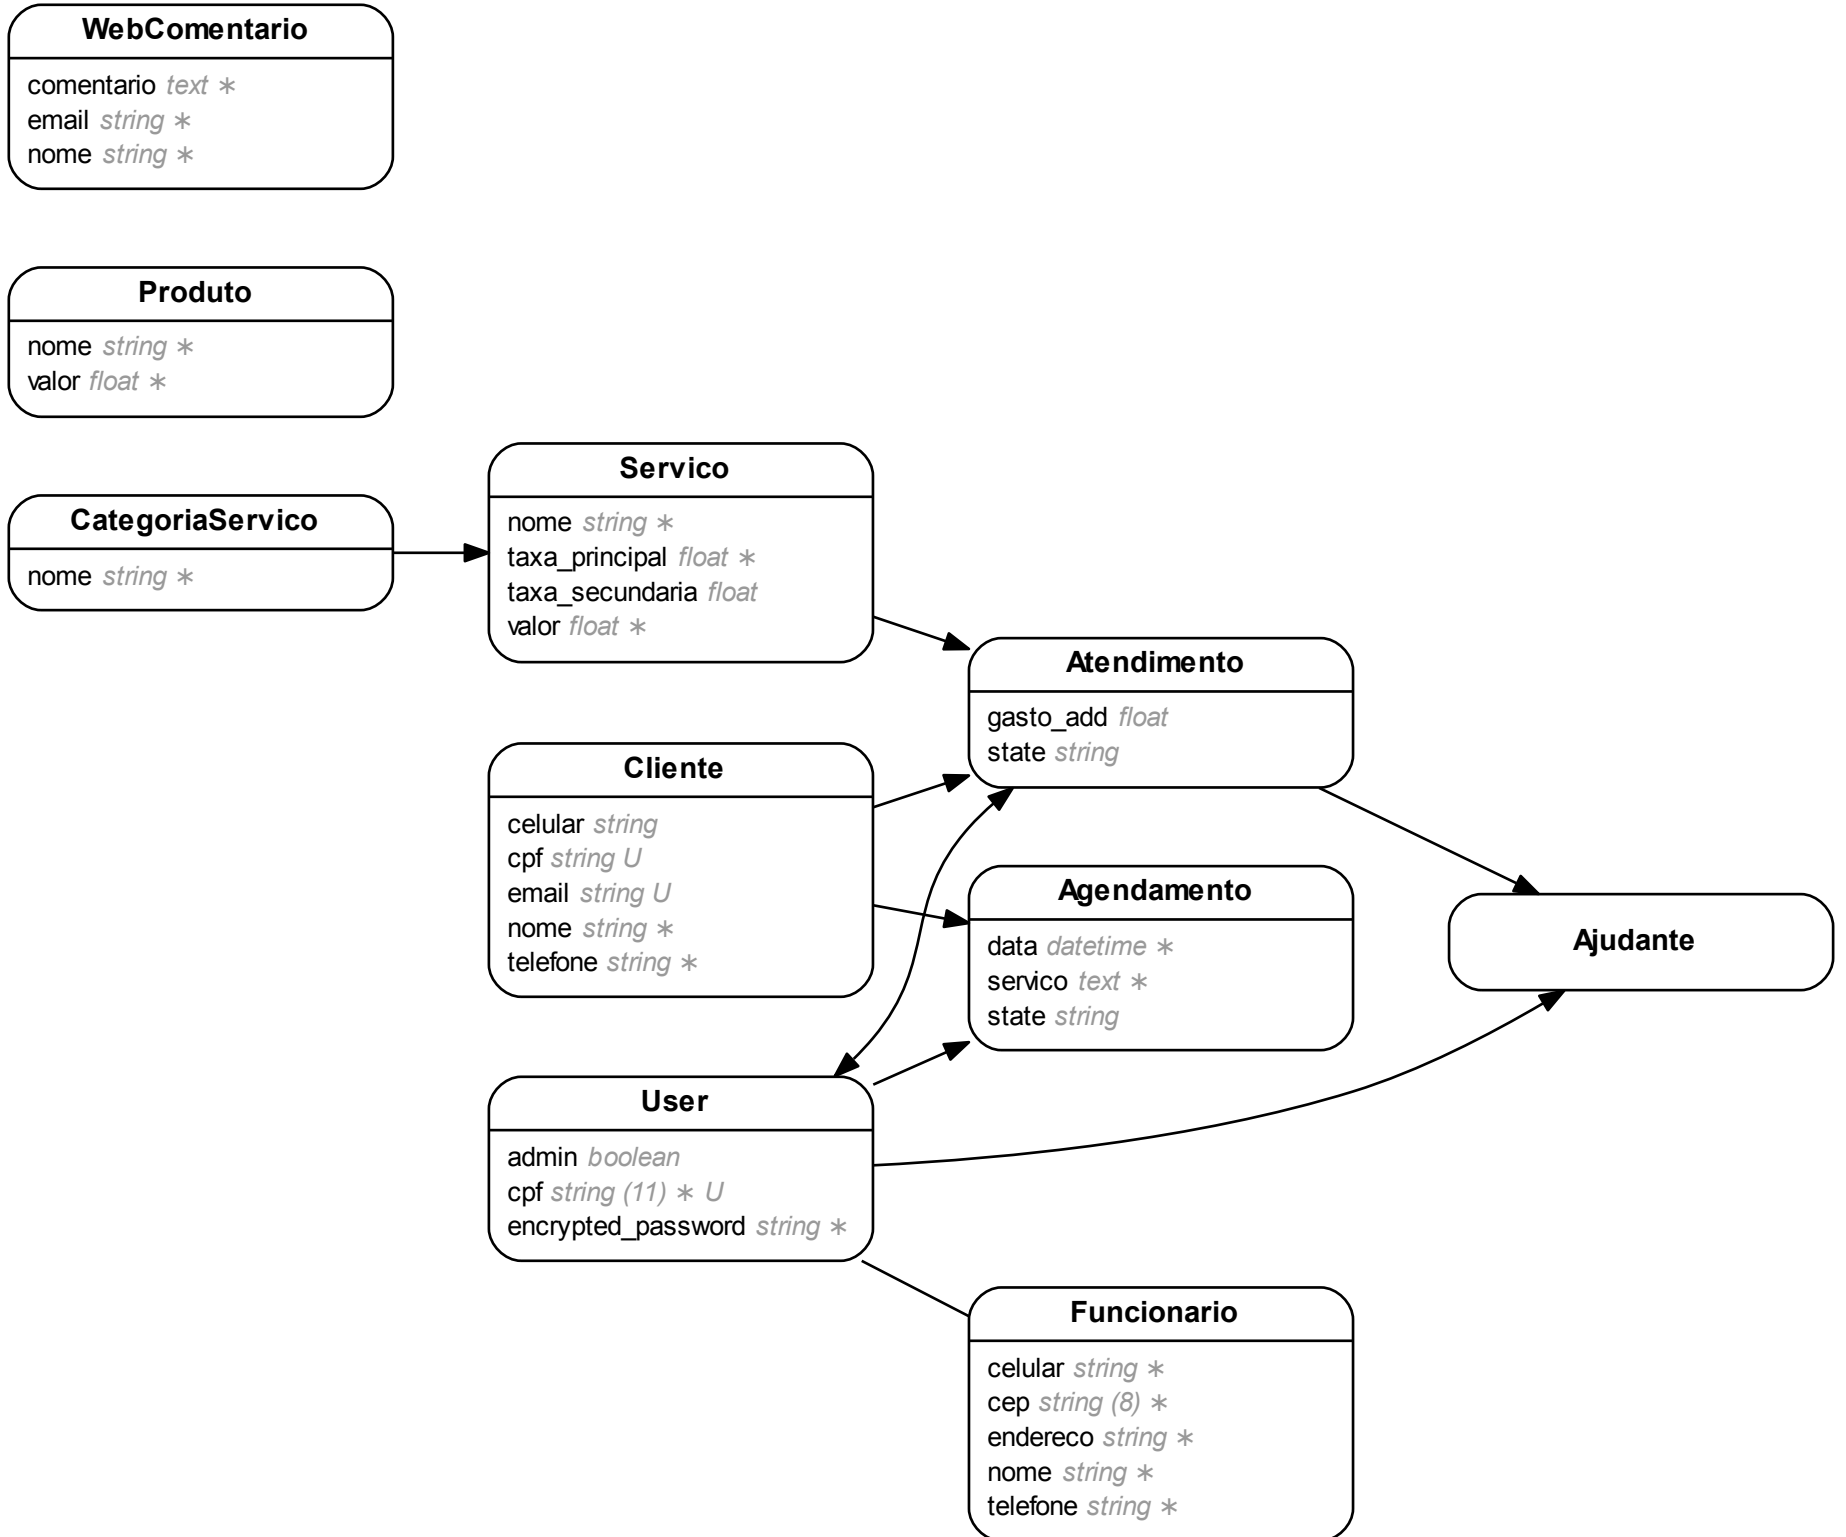 WebComentario
comentario text ∗
email string ∗
nome string ∗
Produto
nome string ∗
valor float ∗
CategoriaServico
nome string ∗
Servico
nome string ∗
taxa_principal float ∗
taxa_secundaria float
valor float ∗
Cliente
celular string
cpf string U
email string U
nome string ∗
telefone string ∗
User
admin boolean
cpf string (11) ∗ U
encrypted_password string ∗
Atendimento
gasto_add float
state string
Agendamento
data datetime ∗
servico text ∗
state string
Funcionario
celular string ∗
cep string (8) ∗
endereco string ∗
nome string ∗
telefone string ∗
Ajudante